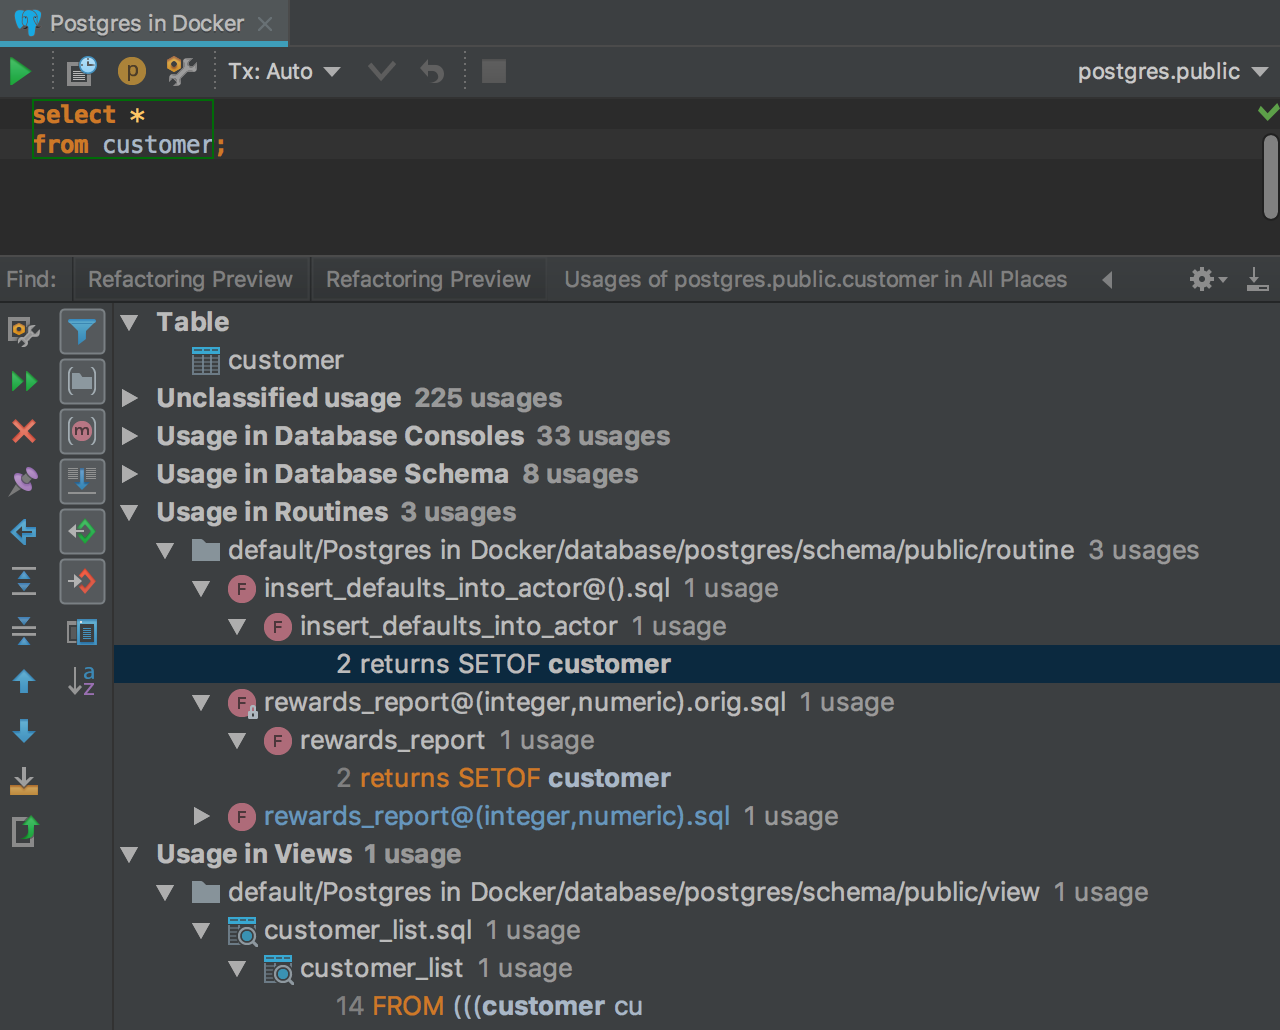 Postgres in Docker
p Tx: Auto postgres.public
select *
from customer;
Find: Refactoring Preview Refactoring Preview Usages of postgres.public.customer in All Places
Table
customer
Unclassified usage 225 usages
m Usage in Database Consoles 33 usages
Usage in Database Schema 8 usages
Usage in Routines 3 usages
default/Postgres in Docker/database/postgres/schema/public/routine 3 usages
F insert_defaults_into_actor@().sql 1 usage
F insert_defaults_into_actor 1 usage
2 returns SETOF customer
a
z
F rewards_report@(integer,numeric).orig.sql 1 usage
F rewards_report 1 usage
2 returns SETOF customer
F rewards_report@(integer,numeric).sql 1 usage
Usage in Views 1 usage
default/Postgres in Docker/database/postgres/schema/public/view 1 usage
customer_list.sql 1 usage
customer_list 1 usage
14 FROM (((customer cu